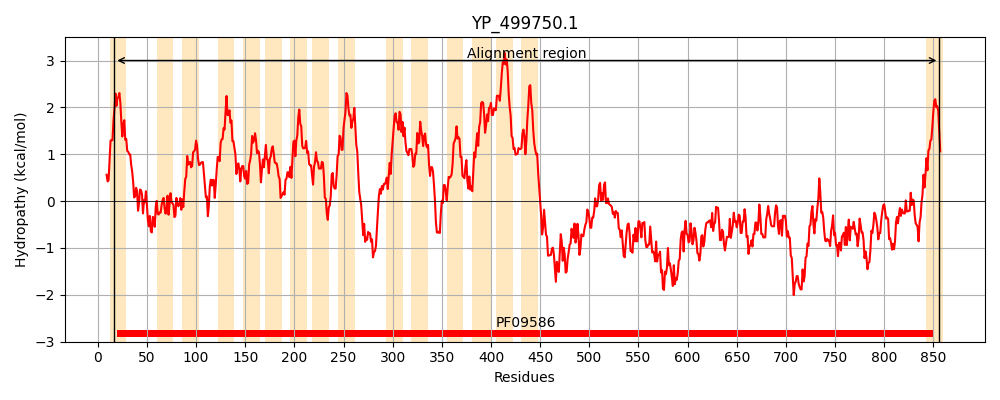 YP_499750.1
Alignment region
3
2
1
0
−1
−2
−3
Hydropathy (kcal/mol)
PF09586
0 50 100 150 200 250 300 350 400 450 500 550 600 650 700 750 800 850
Residues